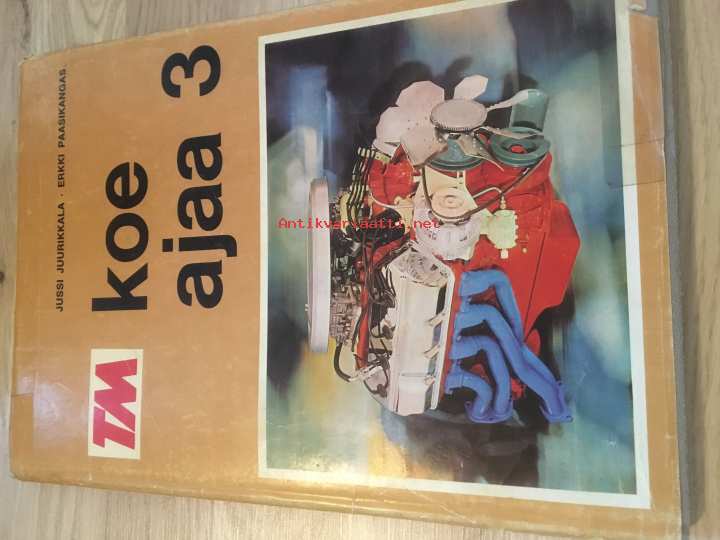 JUSSI JUURIKKALA · ERKKI PAASIKANGAS
TM
koe
ajaa 3
Antikvariaatti.net